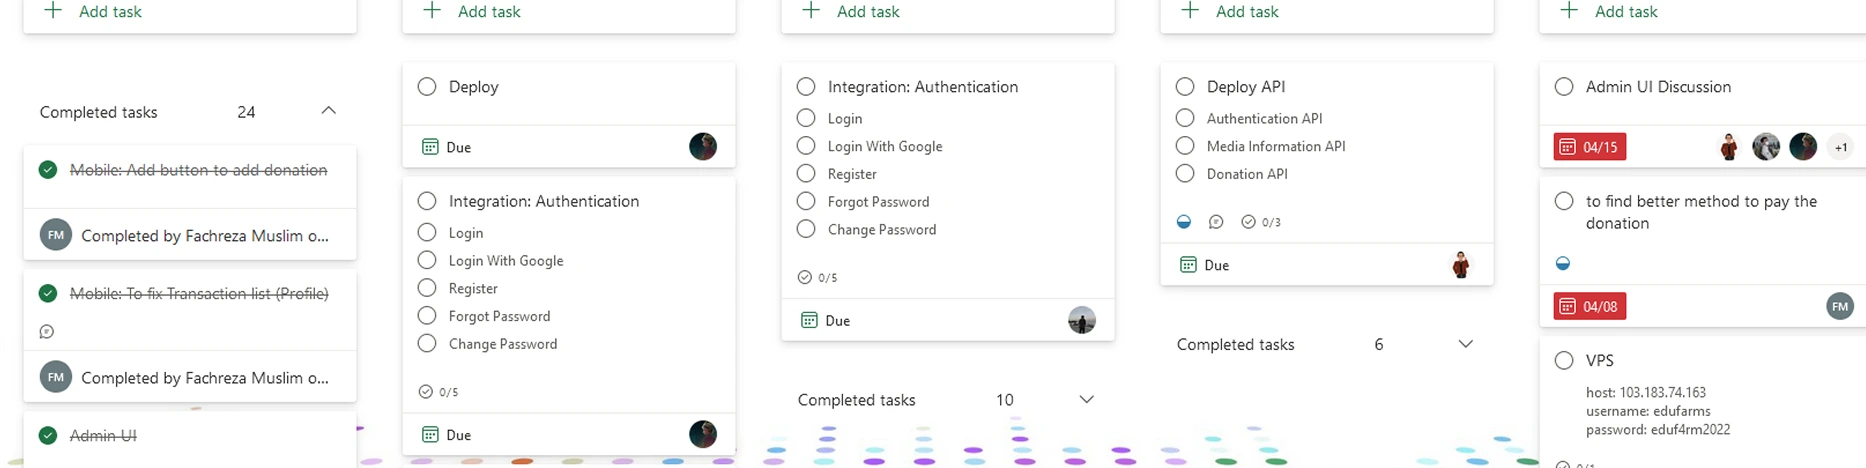 Add task
Completed tasks 24
Mobile: Add button to add donation
FM Completed by Fachreza Muslim o...
Mobile: To fix Transaction list (Profile)
FM Completed by Fachreza Muslim o...
Admin UI
Add task
Deploy
Due
Integration: Authentication
Login
Login With Google
Register
Forgot Password
Change Password
0/5
Due
Add task
Integration: Authentication
Login
Login With Google
Register
Forgot Password
Change Password
0/5
Due
Completed tasks 10
Add task
Deploy API
Authentication API
Media Information API
Donation API
0/3
Due
Completed tasks 6
Add task
Admin UI Discussion
04/15 +1
to find better method to pay the
donation
04/08 FM
VPS
host: 103.183.74.163
username: edufarms
password: eduf4rm2022